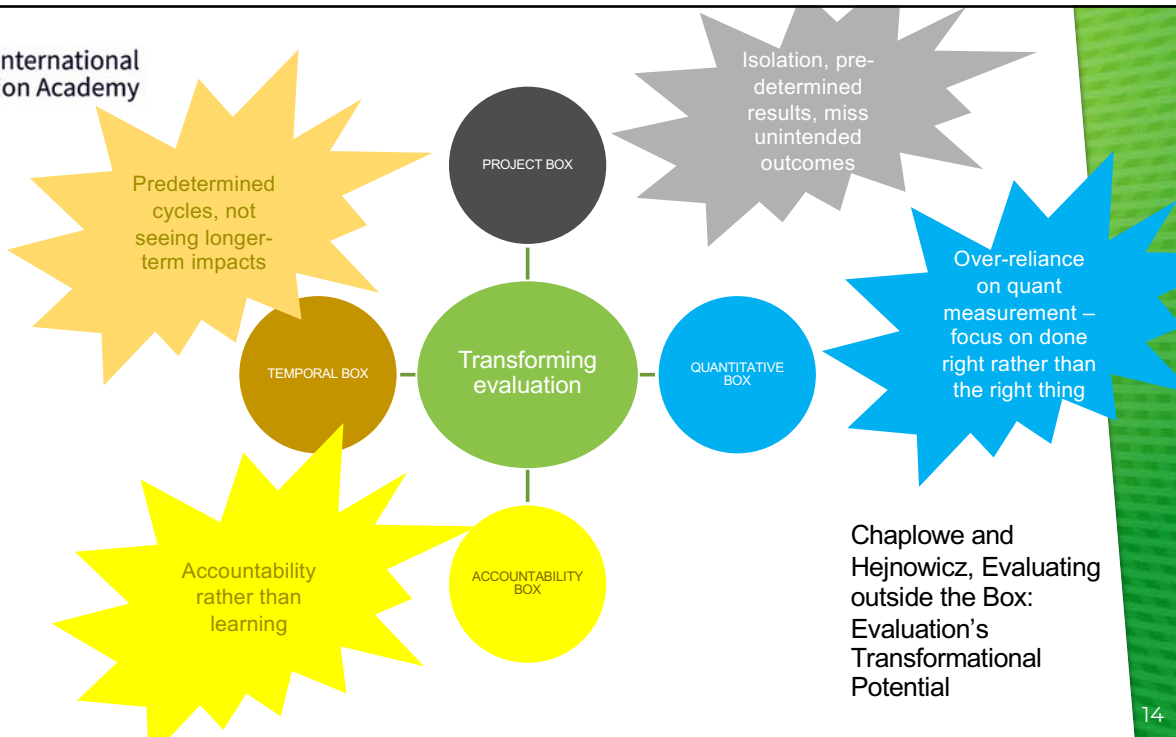 nternational
on Academy
Isolation, pre-
determined
results, miss
unintended
outcomes
PROJECT BOX
Predetermined
cycles, not
seeing longer-
term impacts
Over-reliance
on quant
measurement –
focus on done
right rather than
the right thing
TEMPORAL BOX
Transforming
evaluation
QUANTITATIVE
BOX
Accountability
rather than
learning
ACCOUNTABILITY
BOX
Chaplowe and
Hejnowicz, Evaluating
outside the Box:
Evaluation’s
Transformational
Potential
14